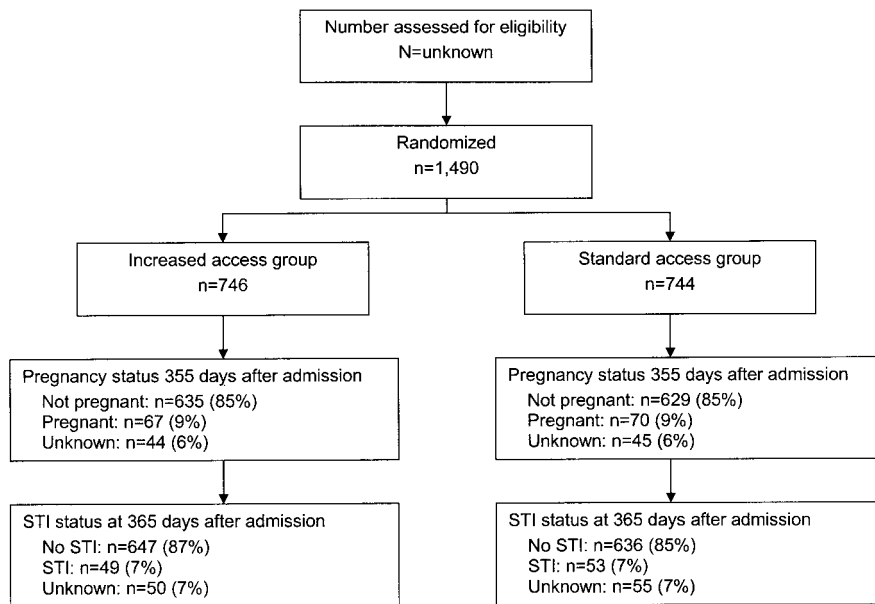 Number assessed for eligibility
N=unknown
Randomized
n=1,490
Increased access group
n=746
Standard access group
n=744
Pregnancy status 355 days after admission
Not pregnant: n=635 (85%)
Pregnant: n=67 (9%)
Unknown: n=44 (6%)
Pregnancy status 355 days after admission
Not pregnant: n=629 (85%)
Pregnant: n=70 (9%)
Unknown: n=45 (6%)
STI status at 365 days after admission
No STI: n=647 (87%)
STI: n=49 (7%)
Unknown: n=50 (7%)
STI status at 365 days after admission
No STI: n=636 (85%)
STI: n=53 (7%)
Unknown: n=55 (7%)